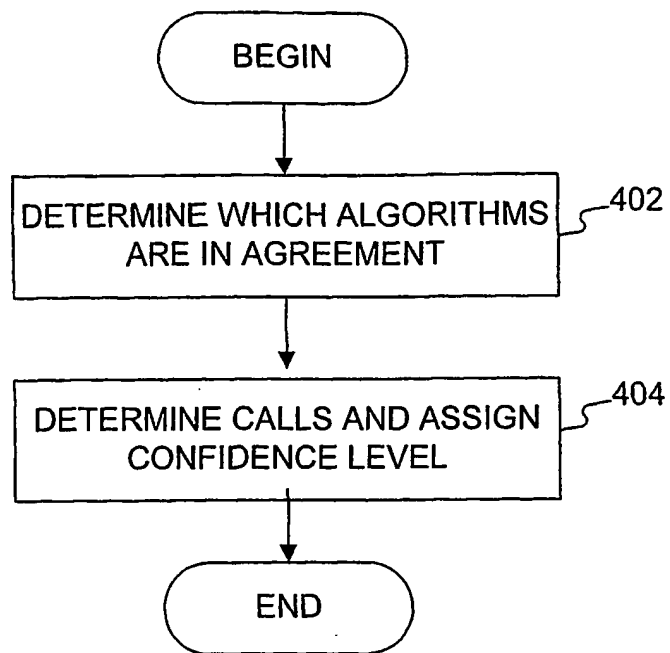 BEGIN
DETERMINE WHICH ALGORITHMS
ARE IN AGREEMENT
402
DETERMINE CALLS AND ASSIGN
CONFIDENCE LEVEL
404
END